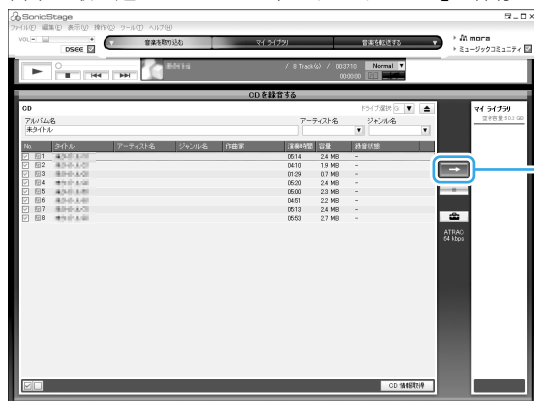 SonicStage
ファイル(F) 編集(E) 表示(V) 操作(C) ツール(T) ヘルプ(H)
VOL - +
DSEE
音楽を取り込む マイ ライブラリ 音楽を転送する
mora
ミュージックコミュニティ
/ 8 Track(s) / 00:37:10 Normal
00:00:00
CDを録音する
CD ドライブ選択
アルバム名 アーティスト名 ジャンル名
未タイトル
マイ ライブラリ
No. タイトル アーティスト名 ジャンル名 作曲家 演奏時間 容量 録音状態
1 05:14 2.4 MB -
2 04:10 1.9 MB -
3 01:29 0.7 MB -
4 05:20 2.4 MB -
5 05:00 2.3 MB -
6 04:51 2.2 MB -
7 05:13 2.4 MB -
8 05:53 2.7 MB -
ATRAC
64 kbps
CD 情報取得